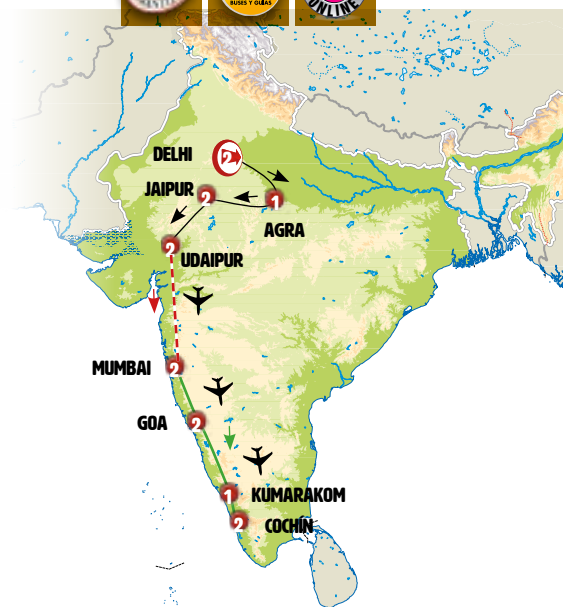 BUSES Y GUÍAS
ONLINE
DELHI
2
JAIPUR
2
1
AGRA
2
UDAIPUR
MUMBAI
2
GOA
2
1
KUMARAKOM
2
COCHÍN